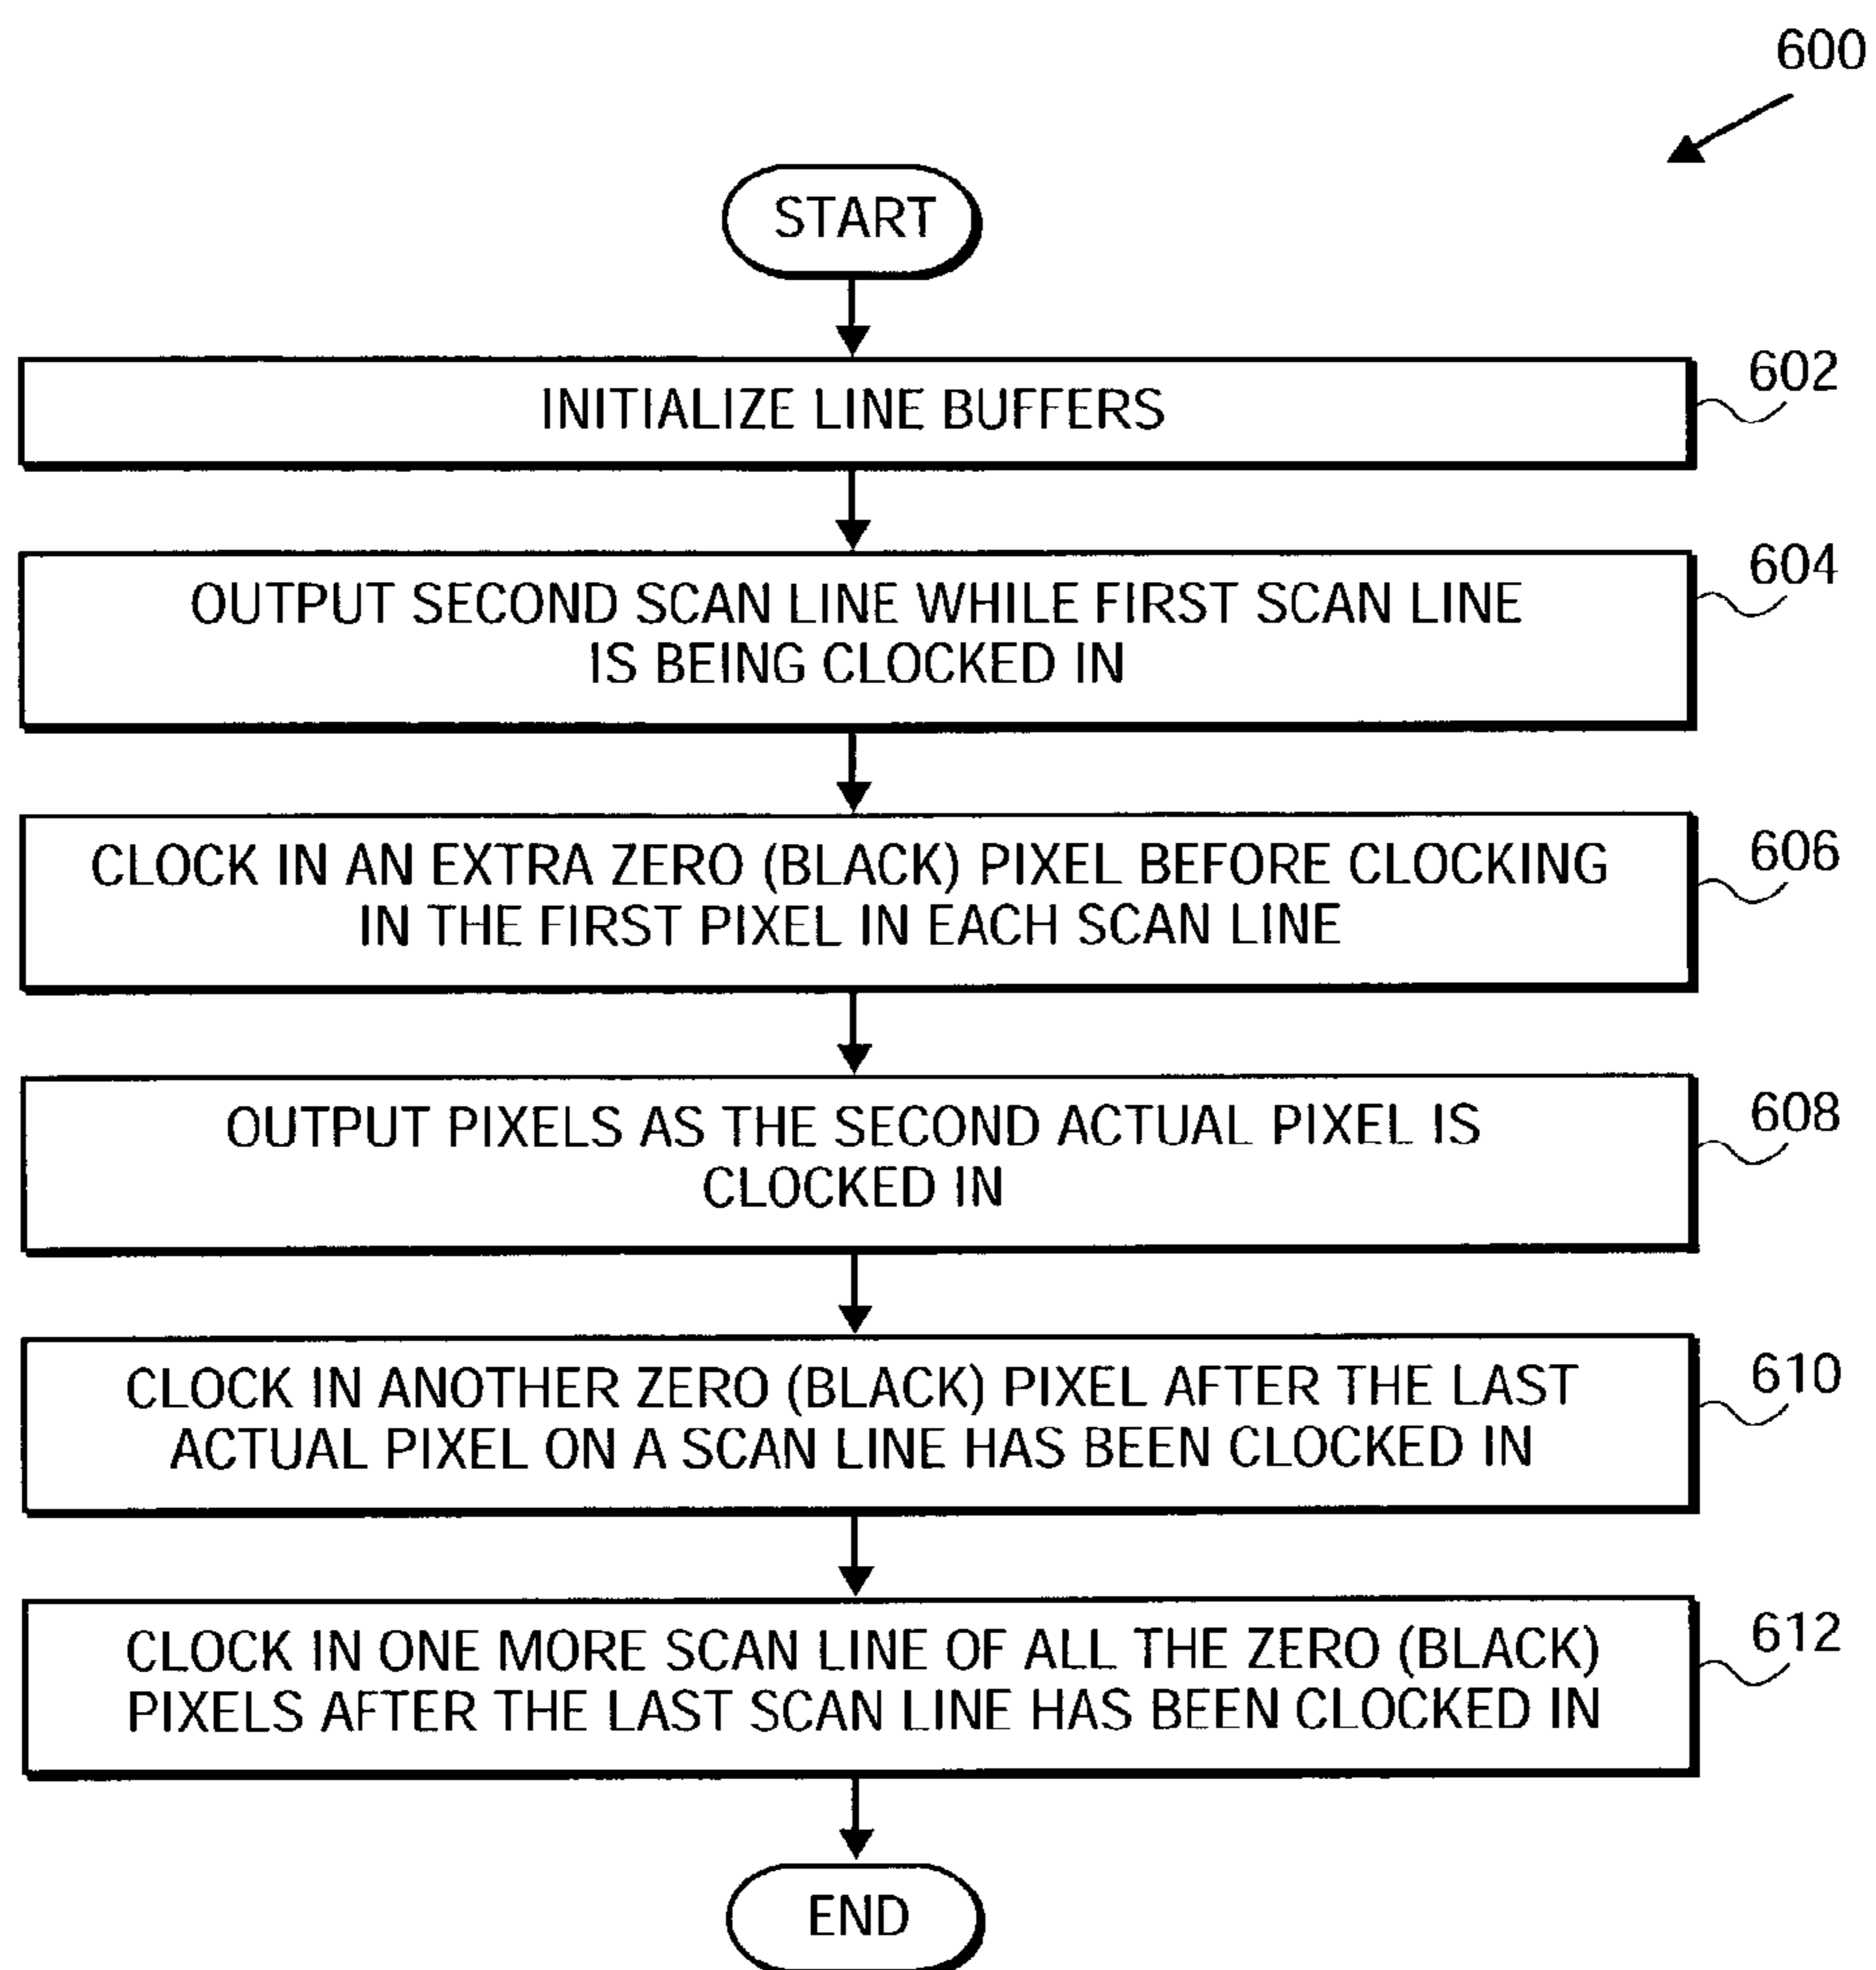 600
START
INITIALIZE LINE BUFFERS
602
OUTPUT SECOND SCAN LINE WHILE FIRST SCAN LINE
IS BEING CLOCKED IN
604
CLOCK IN AN EXTRA ZERO (BLACK) PIXEL BEFORE CLOCKING
IN THE FIRST PIXEL IN EACH SCAN LINE
606
OUTPUT PIXELS AS THE SECOND ACTUAL PIXEL IS
CLOCKED IN
608
CLOCK IN ANOTHER ZERO (BLACK) PIXEL AFTER THE LAST
ACTUAL PIXEL ON A SCAN LINE HAS BEEN CLOCKED IN
610
CLOCK IN ONE MORE SCAN LINE OF ALL THE ZERO (BLACK)
PIXELS AFTER THE LAST SCAN LINE HAS BEEN CLOCKED IN
612
END